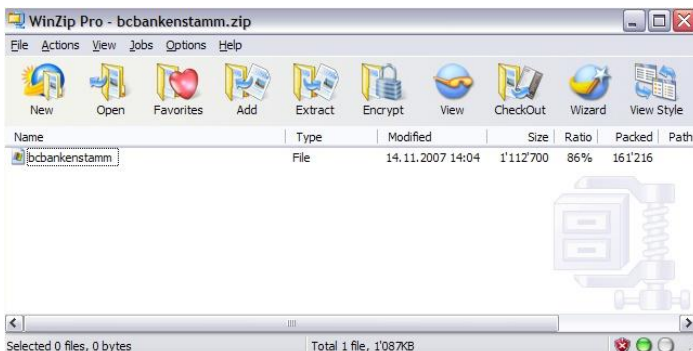 WinZip Pro - bcbankenstamm.zip
File Actions View Jobs Options Help
New Open Favorites Add Extract Encrypt View CheckOut Wizard View Style
Name Type Modified Size Ratio Packed Path
bcbankenstamm File 14.11.2007 14:04 1'112'700 86% 161'216
Selected 0 files, 0 bytes Total 1 file, 1'087KB